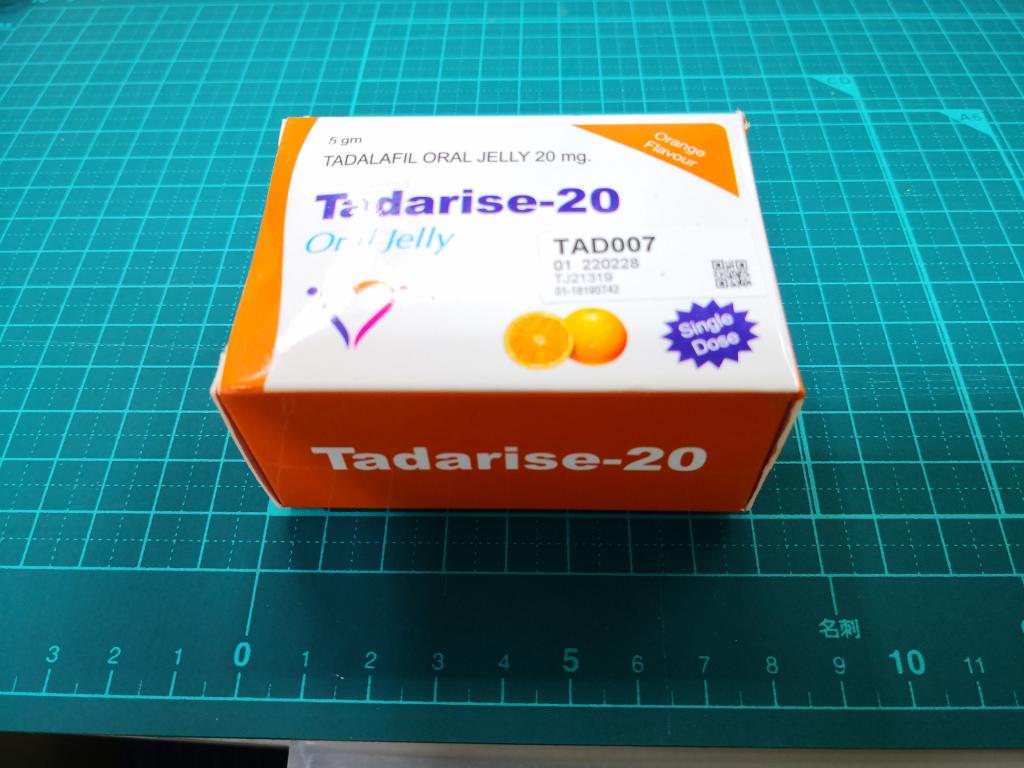 5 gm
TADALAFIL ORAL JELLY 20 mg.
Orange
Flavour
Tadarise-20
Oral Jelly
TAD007
01 220228
TJ21319
01-18190742
Single
Dose
Tadarise-20
CD
A6
名刺
3 2 1 0 1 2 3 4 5 6 7 8 9 10 11